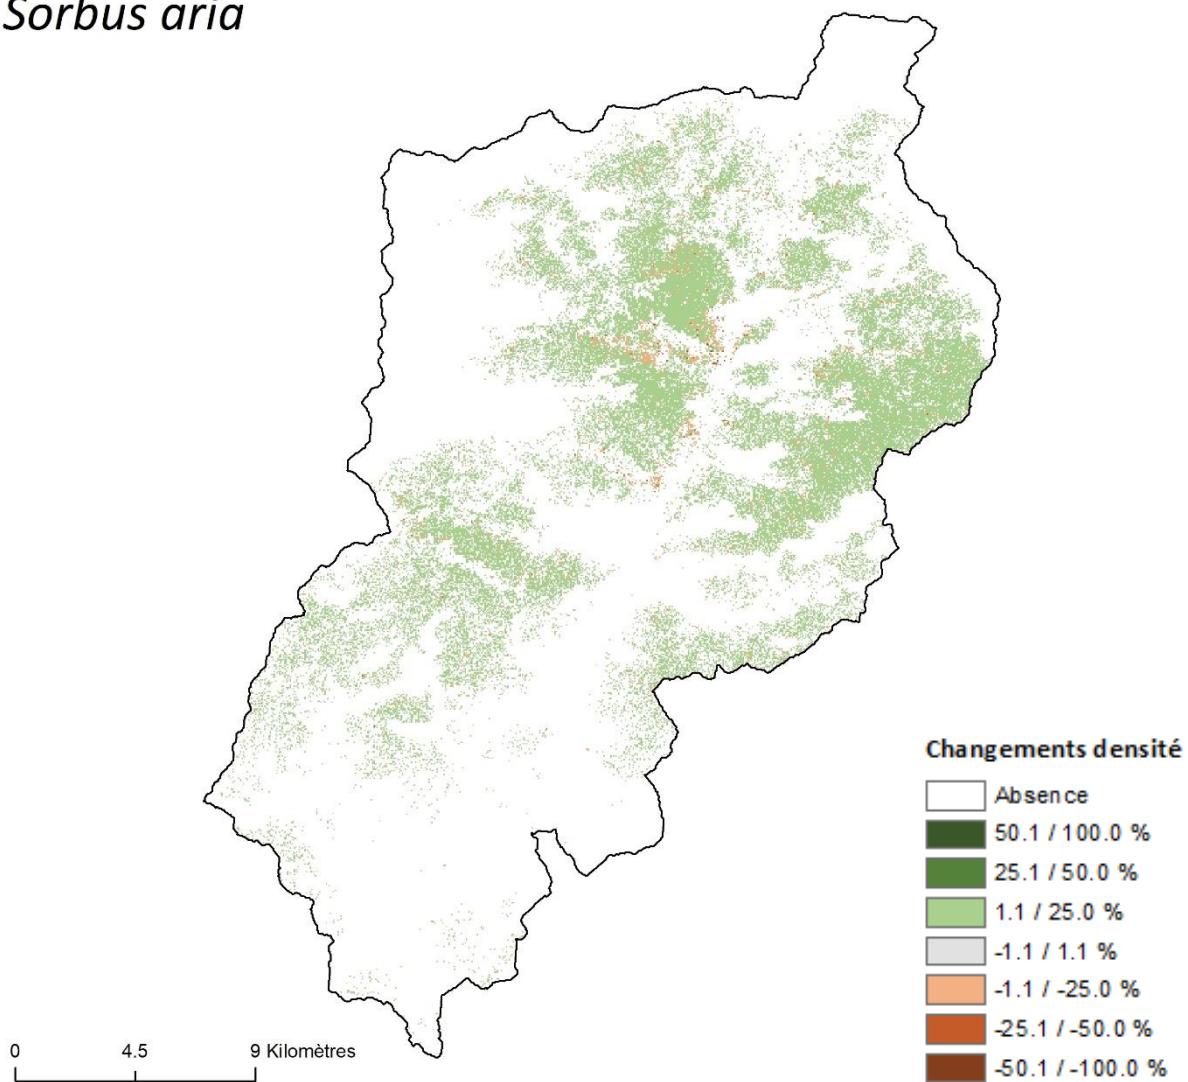 Sorbus aria
Changements densité
Absence
50.1 / 100.0 %
25.1 / 50.0 %
1.1 / 25.0 %
-1.1 / 1.1 %
-1.1 / -25.0 %
-25.1 / -50.0 %
-50.1 / -100.0 %
0 4.5 9 Kilomètres